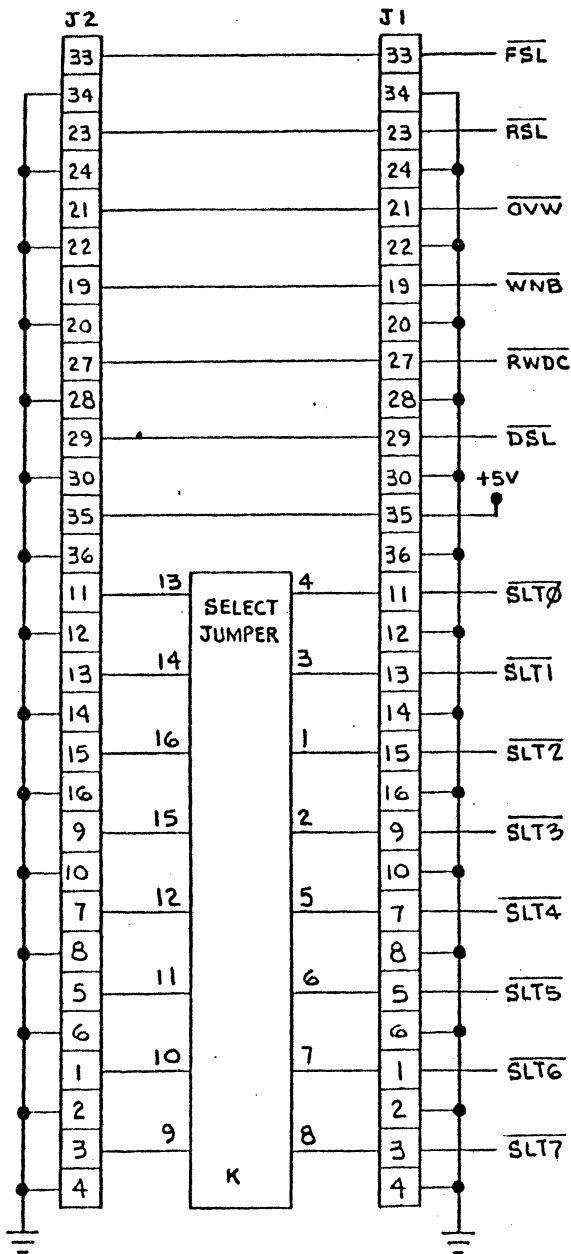 J2 J1
33 33 FSL
34 34
23 23 RSL
24 24
21 21 OVW
22 22
19 19 WNB
20 20
27 27 RWDC
28 28
29 29 DSL
30 30 +5V
35 35
36 36
11 13 SELECT 4 11 SLT0
12 JUMPER 12
13 14 3 13 SLT1
14 14
15 16 1 15 SLT2
16 16
9 15 2 9 SLT3
10 10
7 12 5 7 SLT4
8 8
5 11 6 5 SLT5
6 6
1 10 7 1 SLT6
2 2
3 9 8 3 SLT7
4 K 4